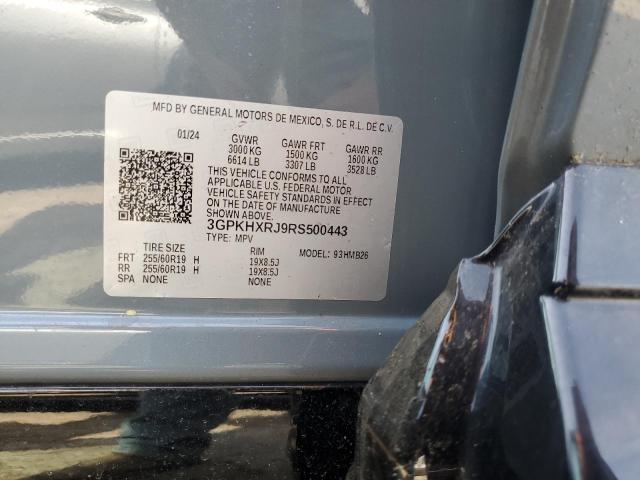 MFD BY GENERAL MOTORS DE MEXICO, S. DE R.L. DE C.V.
01/24 GVWR GAWR FRT GAWR RR
3000 KG 1500 KG 1600 KG
6614 LB 3307 LB 3528 LB
THIS VEHICLE CONFORMS TO ALL
APPLICABLE U.S. FEDERAL MOTOR
VEHICLE SAFETY STANDARDS IN EFFECT
ON THE DATE OF MANUFACTURE
SHOWN ABOVE.
3GPKHXRJ9RS500443
TYPE: MPV MODEL: 93HMB26
TIRE SIZE RIM
FRT 255/60R19 H 19X8.5J
RR 255/60R19 H 19X8.5J
SPA NONE NONE